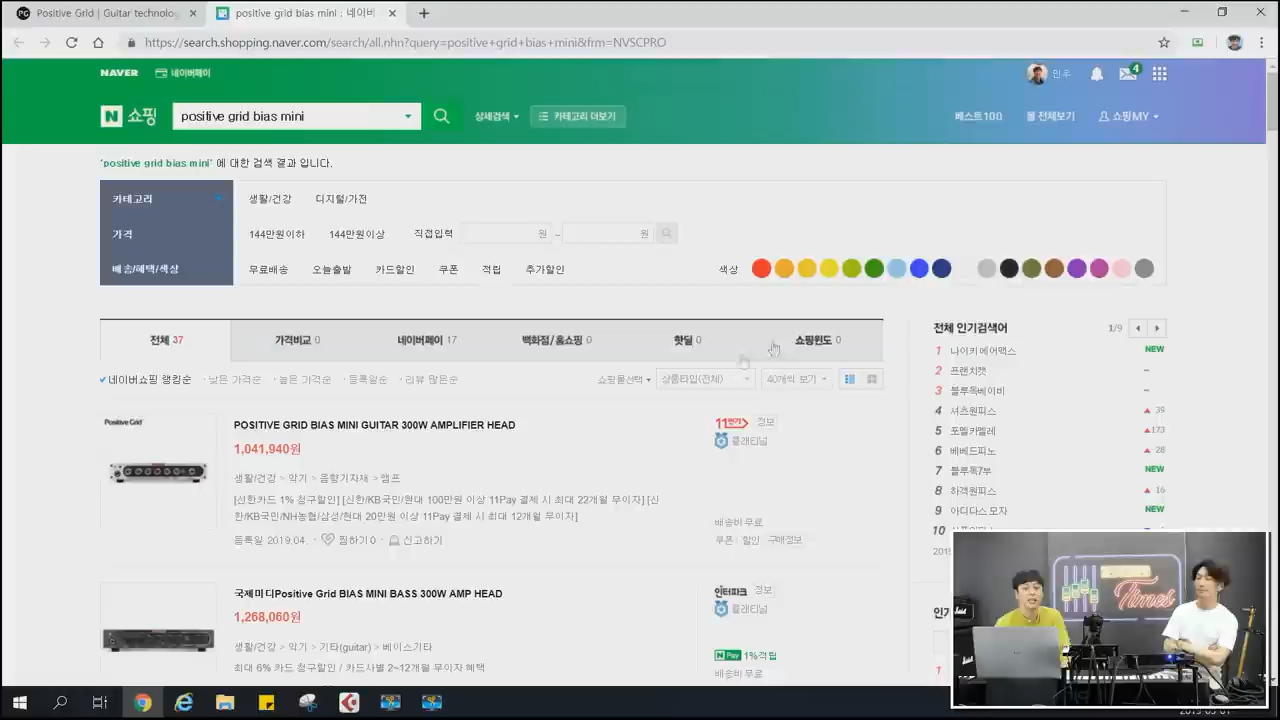 Positive Grid | Guitar technolog
positive grid bias mini : 네이버
https://search.shopping.naver.com/search/all.nhn?query=positive+grid+bias+mini&frm=NVSCPRO
NAVER 네이버페이
민우 4
N 쇼핑 positive grid bias mini 상세검색 카테고리 더보기 베스트100 전체보기 쇼핑MY
'positive grid bias mini' 에 대한 검색 결과 입니다.
카테고리 생활/건강 디지털/가전
가격 144만원이하 144만원이상 직접입력 원 ~ 원
배송/혜택/색상 무료배송 오늘출발 카드할인 쿠폰 적립 추가할인 색상
전체 37 가격비교 0 네이버페이 17 백화점/홈쇼핑 0 핫딜 0 쇼핑윈도 0
네이버쇼핑 랭킹순 · 낮은 가격순 · 높은 가격순 · 등록일순 · 리뷰 많은순 쇼핑몰선택 상품타입(전체) 40개씩 보기
Positive Grid
POSITIVE GRID BIAS MINI GUITAR 300W AMPLIFIER HEAD
1,041,940원
생활/건강 > 악기 > 음향기자재 > 앰프
[신한카드 1% 청구할인] [신한/KB국민/현대 100만원 이상 11Pay 결제 시 최대 22개월 무이자] [신
한/KB국민/NH농협/삼성/현대 20만원 이상 11Pay 결제 시 최대 12개월 무이자]
등록일 2019.04. · 찜하기 0 · 신고하기
11번가 정보
플래티넘
배송비 무료
쿠폰 할인 구매정보
국제미디Positive Grid BIAS MINI BASS 300W AMP HEAD
1,268,060원
생활/건강 > 악기 > 기타(guitar) > 베이스기타
최대 6% 카드 청구할인 / 카드사별 2~12개월 무이자 혜택
인터파크 정보
플래티넘
N Pay 1%적립
배송비 무료
전체 인기검색어 1/9
1 나이키 에어맥스 NEW
2 프랜치캣 -
3 블루독베이비 -
4 셔츠원피스 39
5 포멜카멜레 173
6 베베드피노 28
7 블루독7부 NEW
8 하객원피스 16
9 아디다스 모자 NEW
10
Times